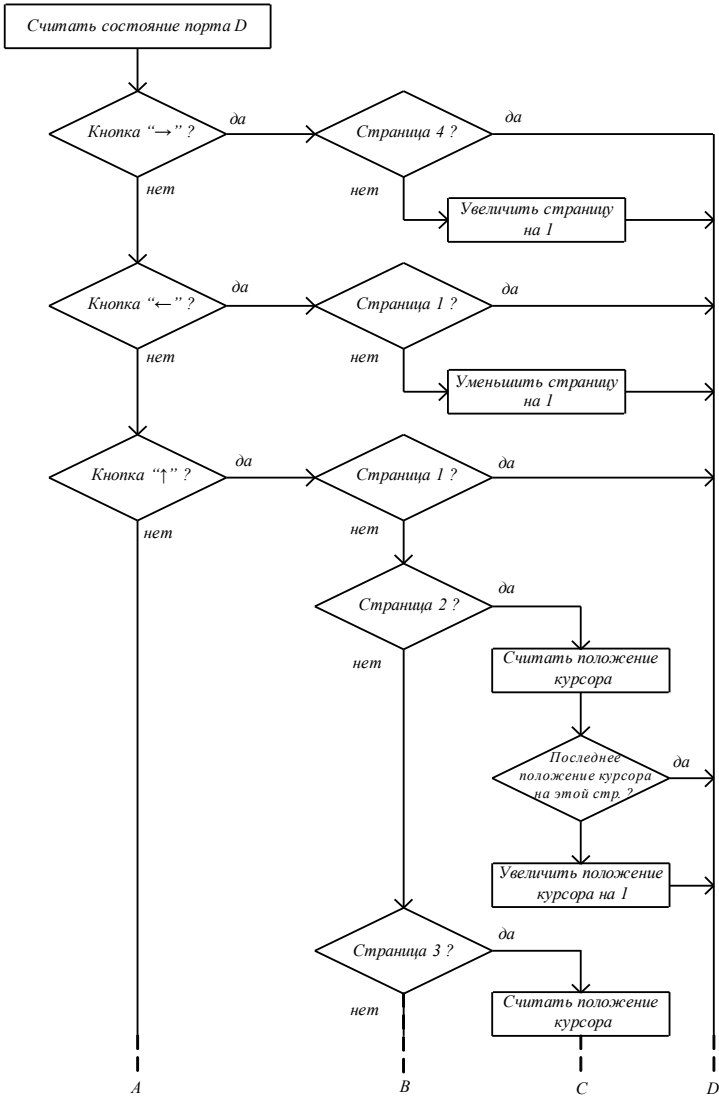 Считать состояние порта D
Кнопка “→” ?
да
Страница 4 ?
да
нет
нет
Увеличить страницу
на 1
Кнопка “←” ?
да
Страница 1 ?
да
нет
нет
Уменьшить страницу
на 1
Кнопка “↑” ?
да
Страница 1 ?
да
нет
нет
Страница 2 ?
да
нет
Считать положение
курсора
Последнее
положение курсора
на этой стр. ?
да
Увеличить положение
курсора на 1
Страница 3 ?
да
нет
Считать положение
курсора
A
B
C
D